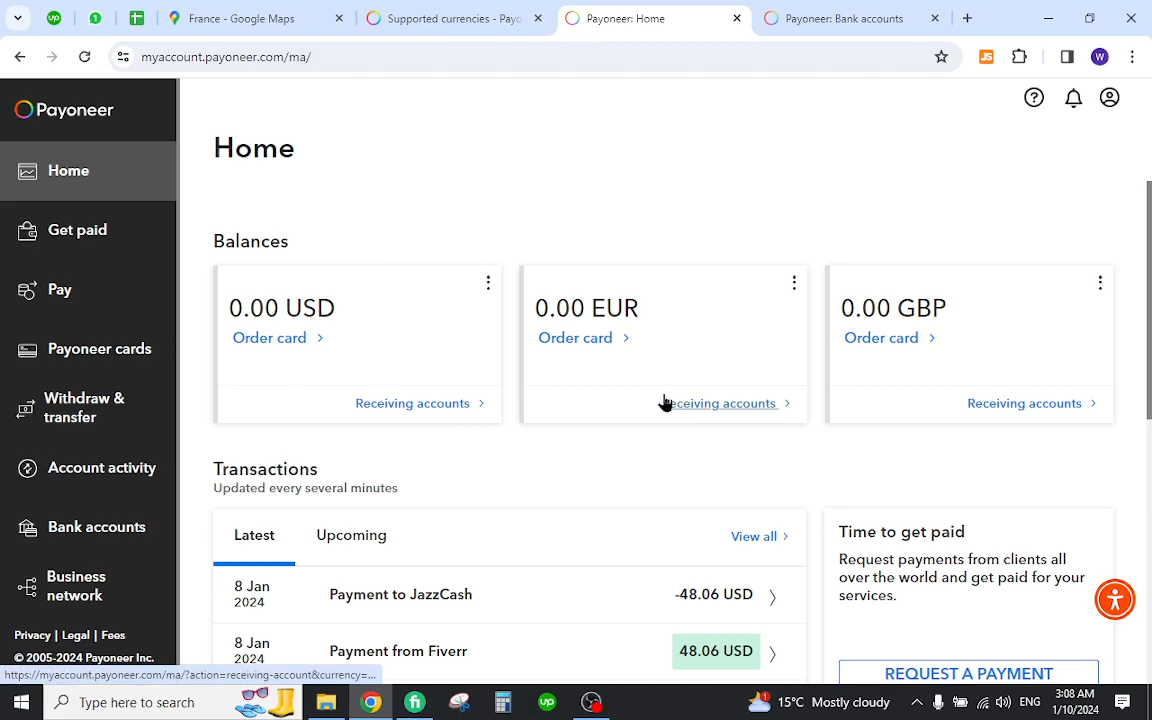 France - Google Maps
Supported currencies - Payo
Payoneer: Home
Payoneer: Bank accounts
myaccount.payoneer.com/ma/
JS
W
Payoneer
Home
Get paid
Pay
Payoneer cards
Withdraw &
transfer
Account activity
Bank accounts
Business
network
Privacy | Legal | Fees
© 2005-2024 Payoneer Inc.
Home
Balances
0.00 USD
Order card
Receiving accounts
0.00 EUR
Order card
eceiving accounts
0.00 GBP
Order card
Receiving accounts
Transactions
Updated every several minutes
Latest
Upcoming
View all
8 Jan
2024
Payment to JazzCash
-48.06 USD
8 Jan
2024
Payment from Fiverr
48.06 USD
Time to get paid
Request payments from clients all
over the world and get paid for your
services.
REQUEST A PAYMENT
https://myaccount.payoneer.com/ma/?action=receiving-account&currency=...
Type here to search
fi
up
1
15°C Mostly cloudy
ENG
3:08 AM
1/10/2024